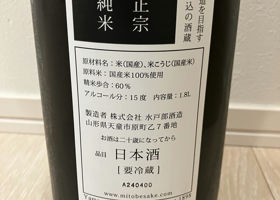 を目指す
込の酒蔵
正宗
純米
原材料名：米(国産)、米こうじ(国産米)
原料米：国産米100%使用
精米歩合：60%
アルコール分：15度 内容量：1.8L
製造者 株式会社 水戸部酒造
山形県天童市原町乙7番地
お酒は二十歳になってから
品目 日本酒
[要冷蔵]
A240400
www.mitobesake.com